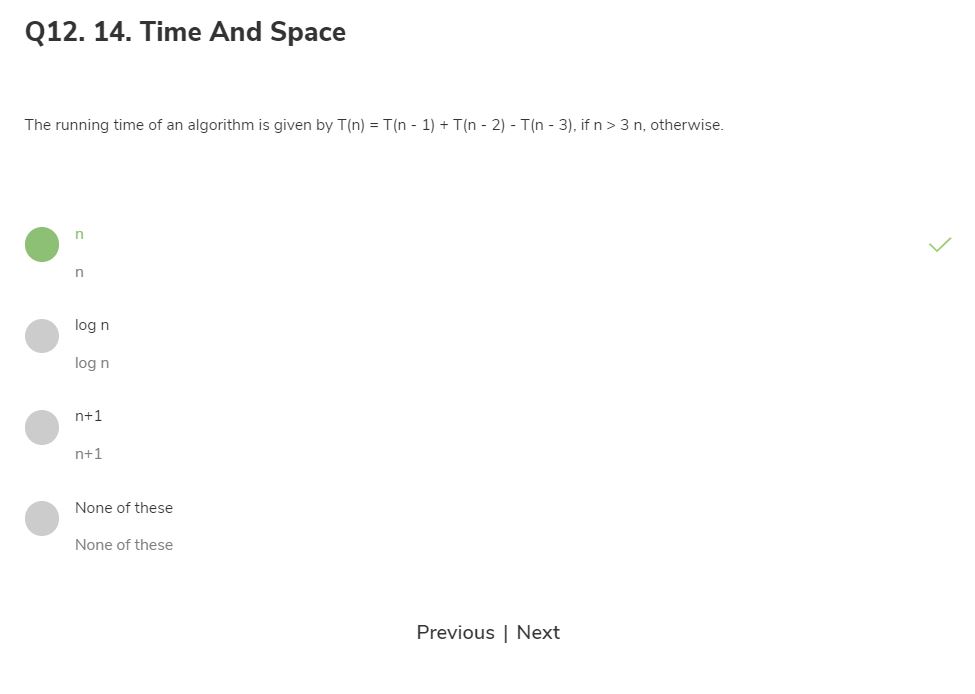 Q12. 14. Time And Space
The running time of an algorithm is given by T(n) = T(n - 1) + T(n - 2) - T(n - 3), if n > 3 n, otherwise.
n
n
log n
log n
n+1
n+1
None of these
None of these
Previous | Next